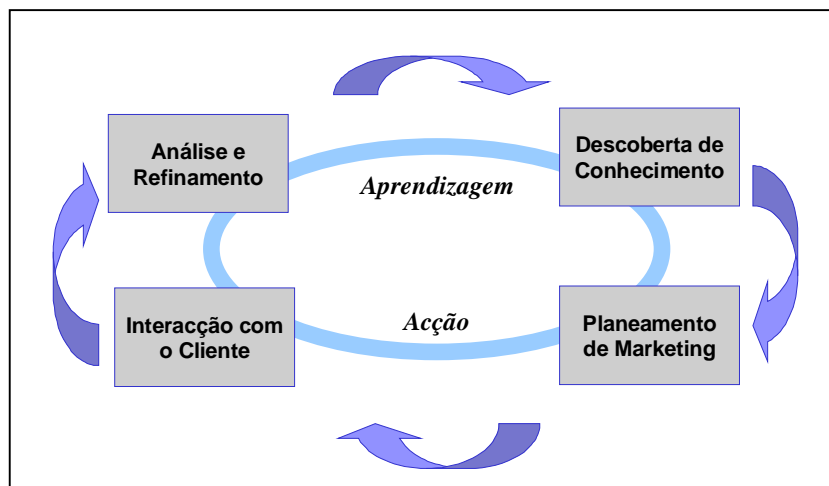 Análise e
Refinamento
Descoberta de
Conhecimento
Aprendizagem
Interacção com
o Cliente
Acção
Planeamento
de Marketing